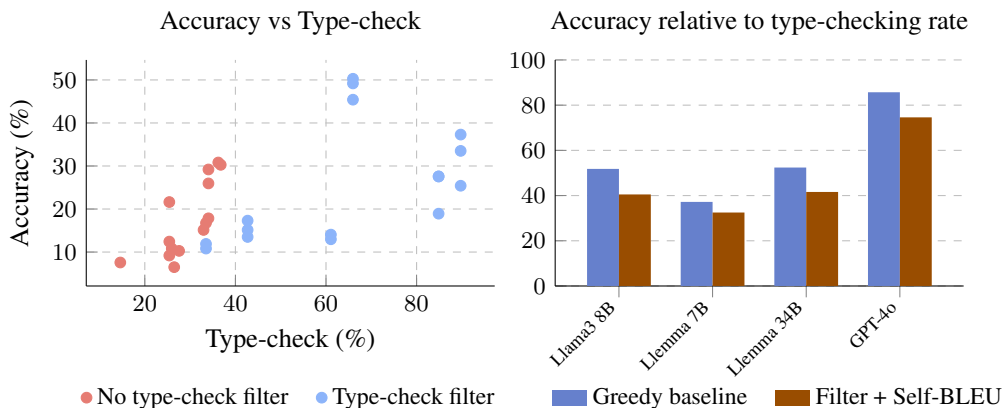 Accuracy vs Type-check
Accuracy (%)
50
40
30
20
10
20 40 60 80
Type-check (%)
No type-check filter Type-check filter
Accuracy relative to type-checking rate
100
80
60
40
20
0
Llama3 8B
Llemma 7B
Llemma 34B
GPT-4o
Greedy baseline Filter + Self-BLEU